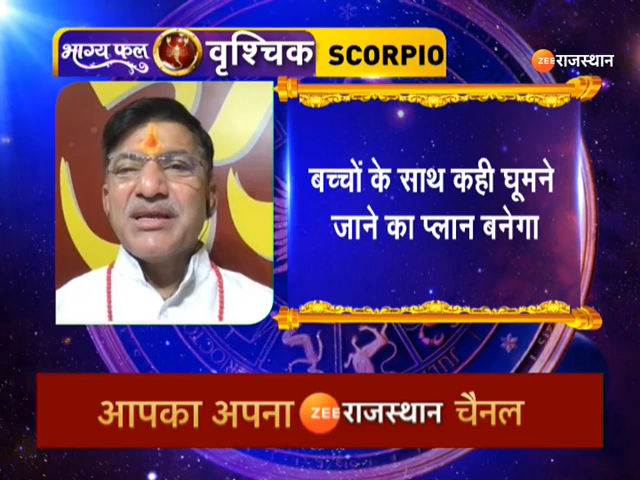 भाग्य फल वृश्चिक SCORPIO
ZEE राजस्थान
बच्चों के साथ कही घूमने
जाने का प्लान बनेगा
आपका अपना ZEE राजस्थान चैनल